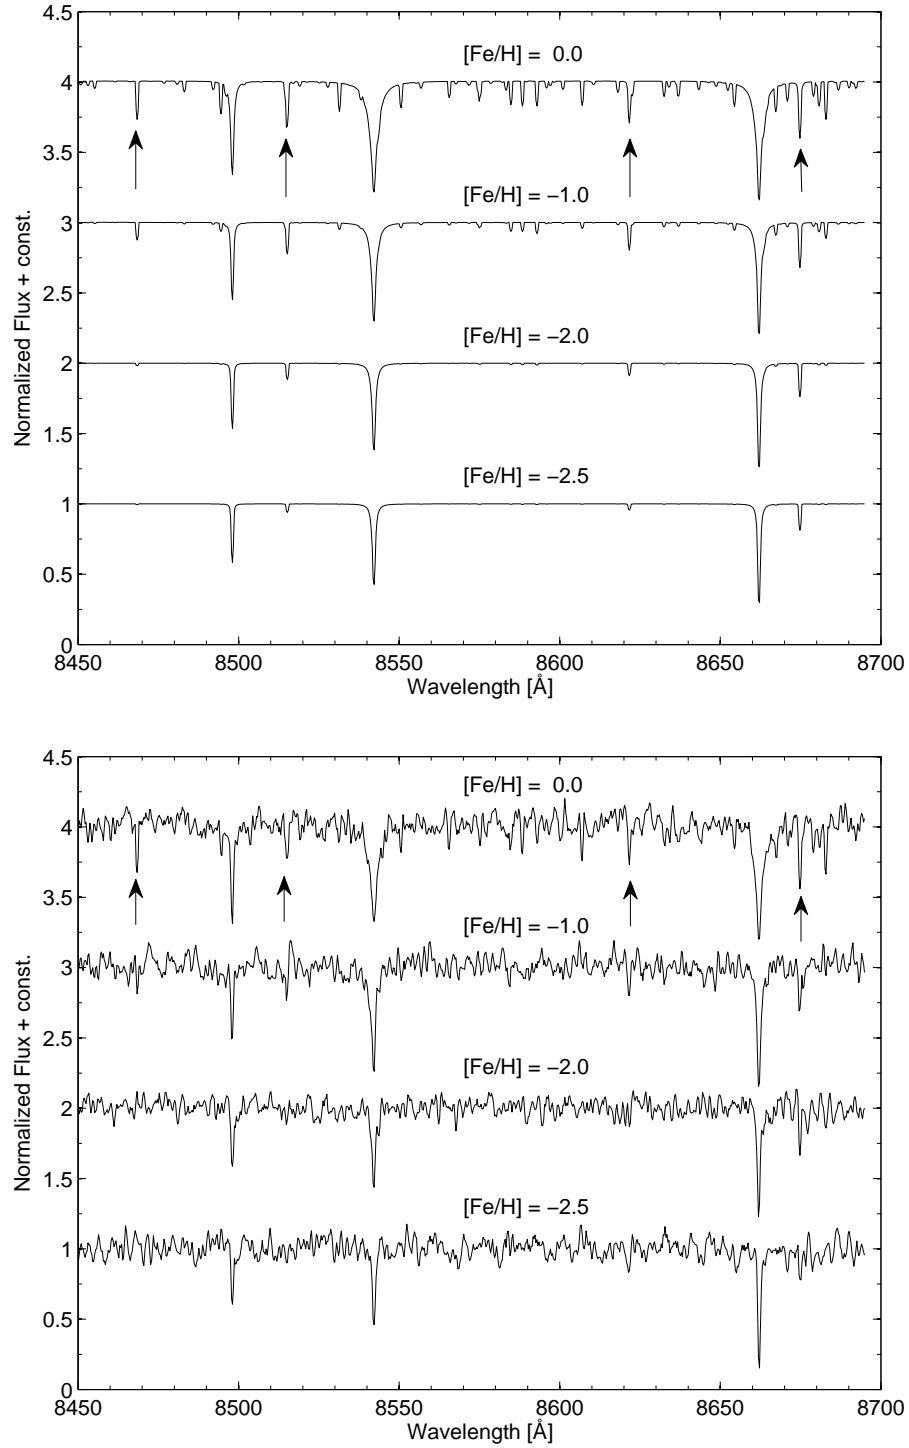 4.5
[Fe/H] = 0.0
4
3.5
[Fe/H] = −1.0
3
2.5
[Fe/H] = −2.0
2
1.5
[Fe/H] = −2.5
1
0.5
0
Normalized Flux + const.
8450 8500 8550 8600 8650 8700
Wavelength [Å]
4.5
[Fe/H] = 0.0
4
3.5
[Fe/H] = −1.0
3
2.5
[Fe/H] = −2.0
2
1.5
[Fe/H] = −2.5
1
0.5
0
Normalized Flux + const.
8450 8500 8550 8600 8650 8700
Wavelength [Å]